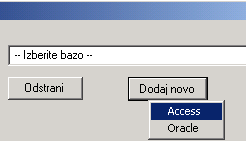 -- Izberite bazo --
Odstrani Dodaj novo
Access
Oracle